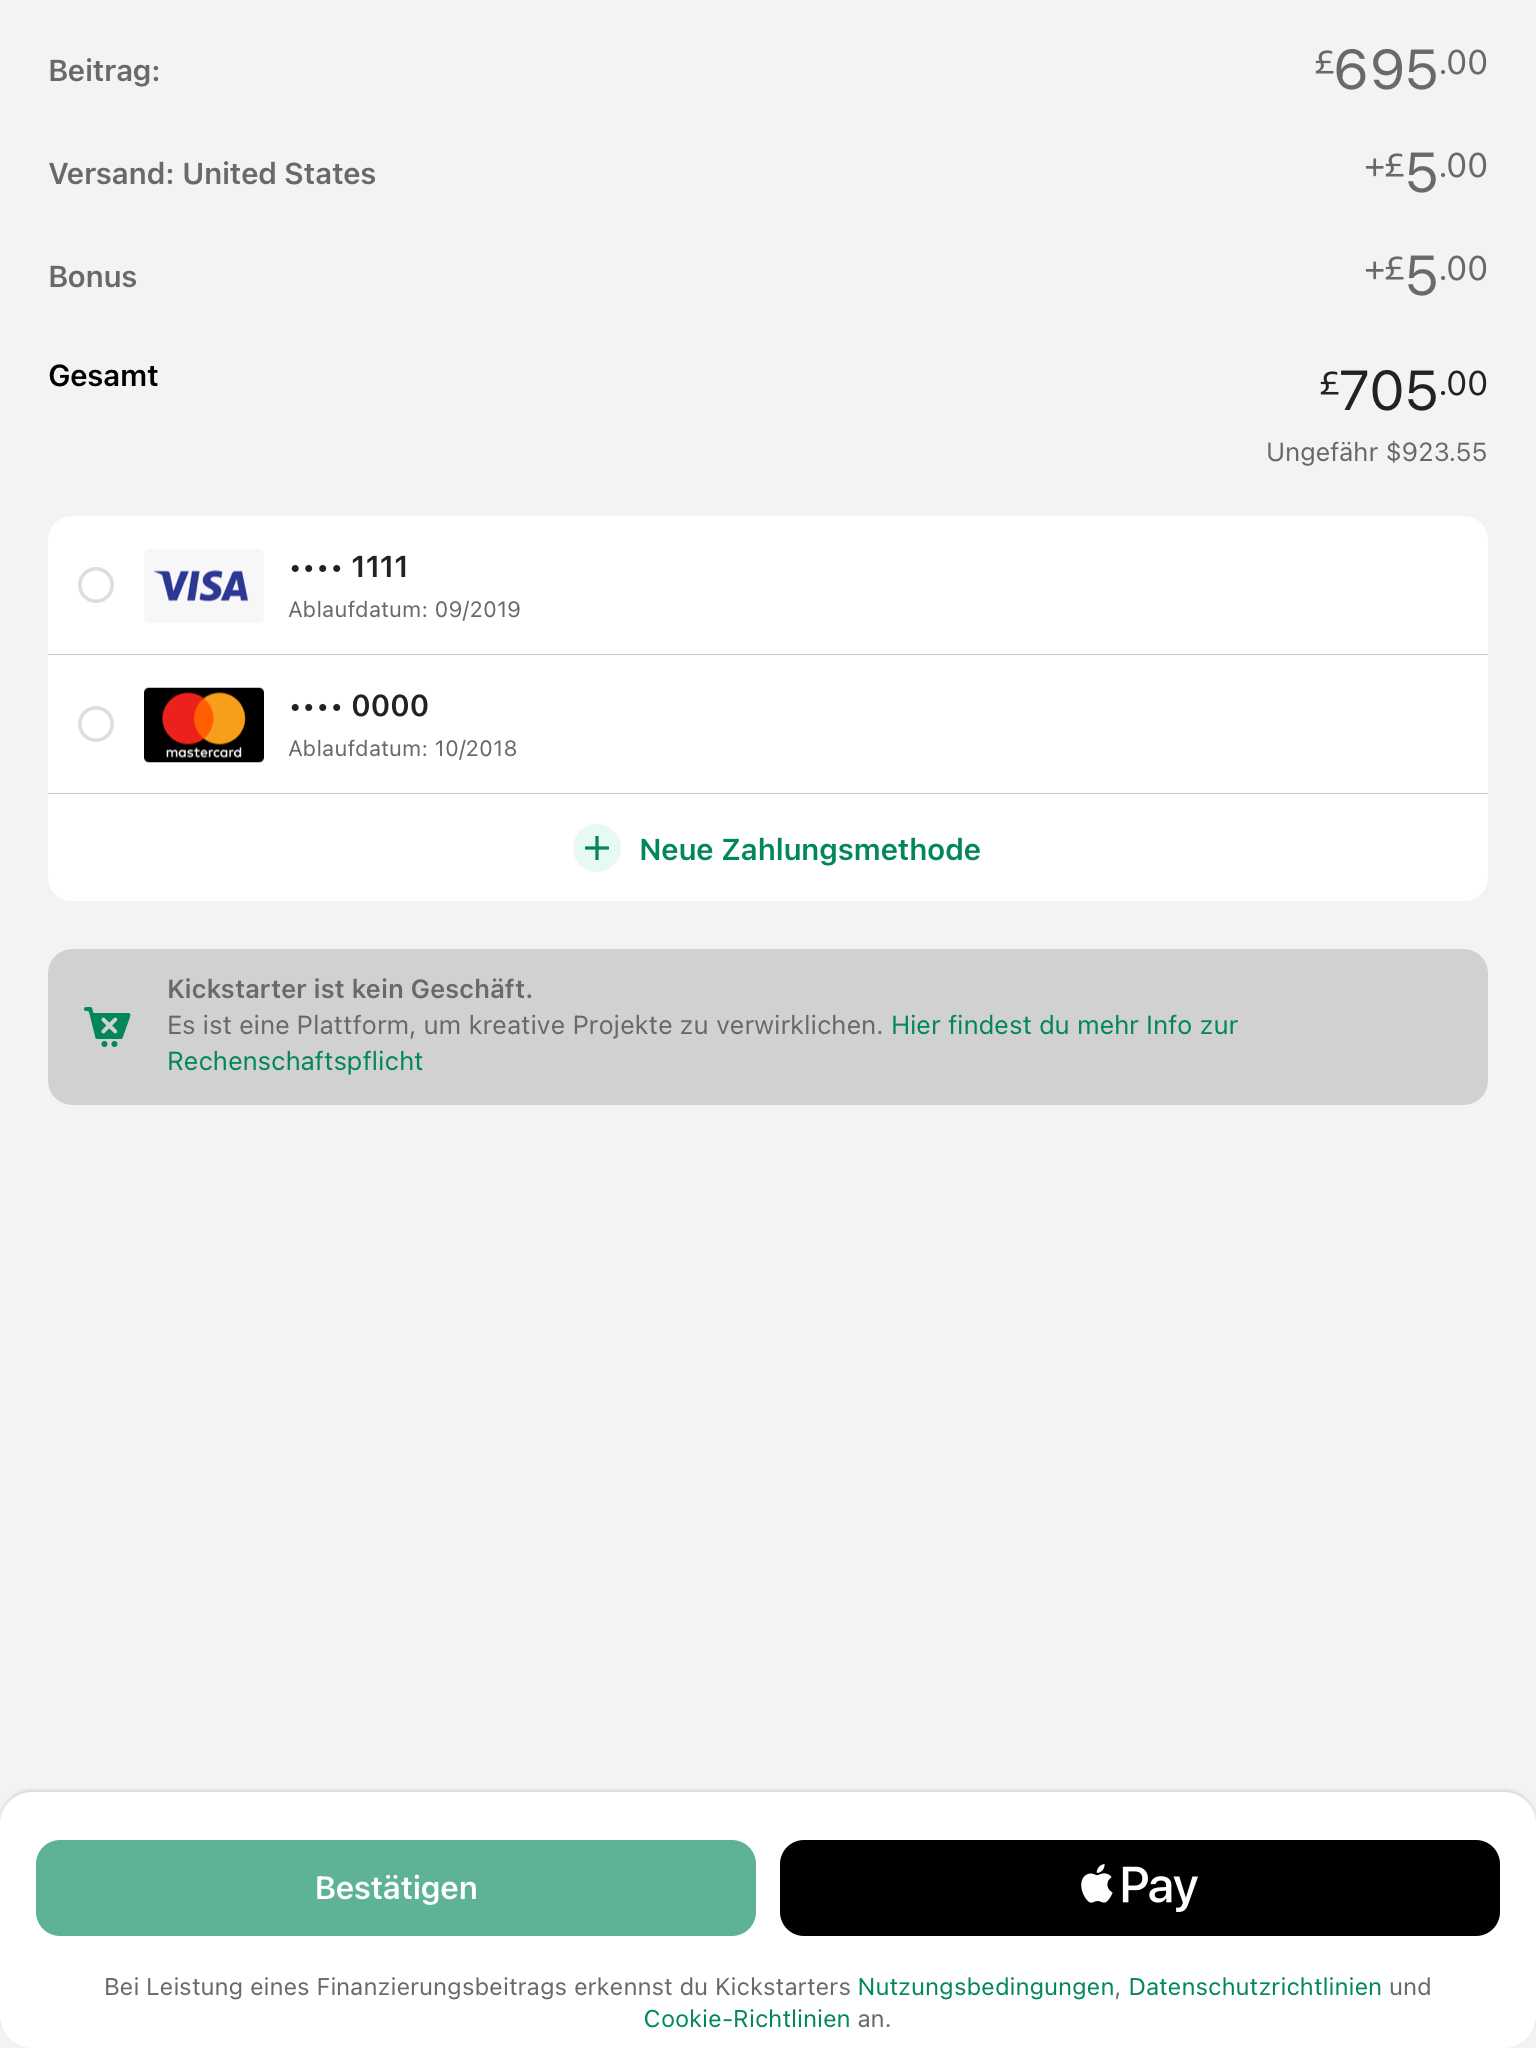 Beitrag: £695.00
Versand: United States +£5.00
Bonus +£5.00
Gesamt £705.00
Ungefähr $923.55
VISA •••• 1111
Ablaufdatum: 09/2019
mastercard •••• 0000
Ablaufdatum: 10/2018
+ Neue Zahlungsmethode
Kickstarter ist kein Geschäft.
Es ist eine Plattform, um kreative Projekte zu verwirklichen. Hier findest du mehr Info zur
Rechenschaftspflicht
Bestätigen Pay
Bei Leistung eines Finanzierungsbeitrags erkennst du Kickstarters Nutzungsbedingungen, Datenschutzrichtlinien und
Cookie-Richtlinien an.